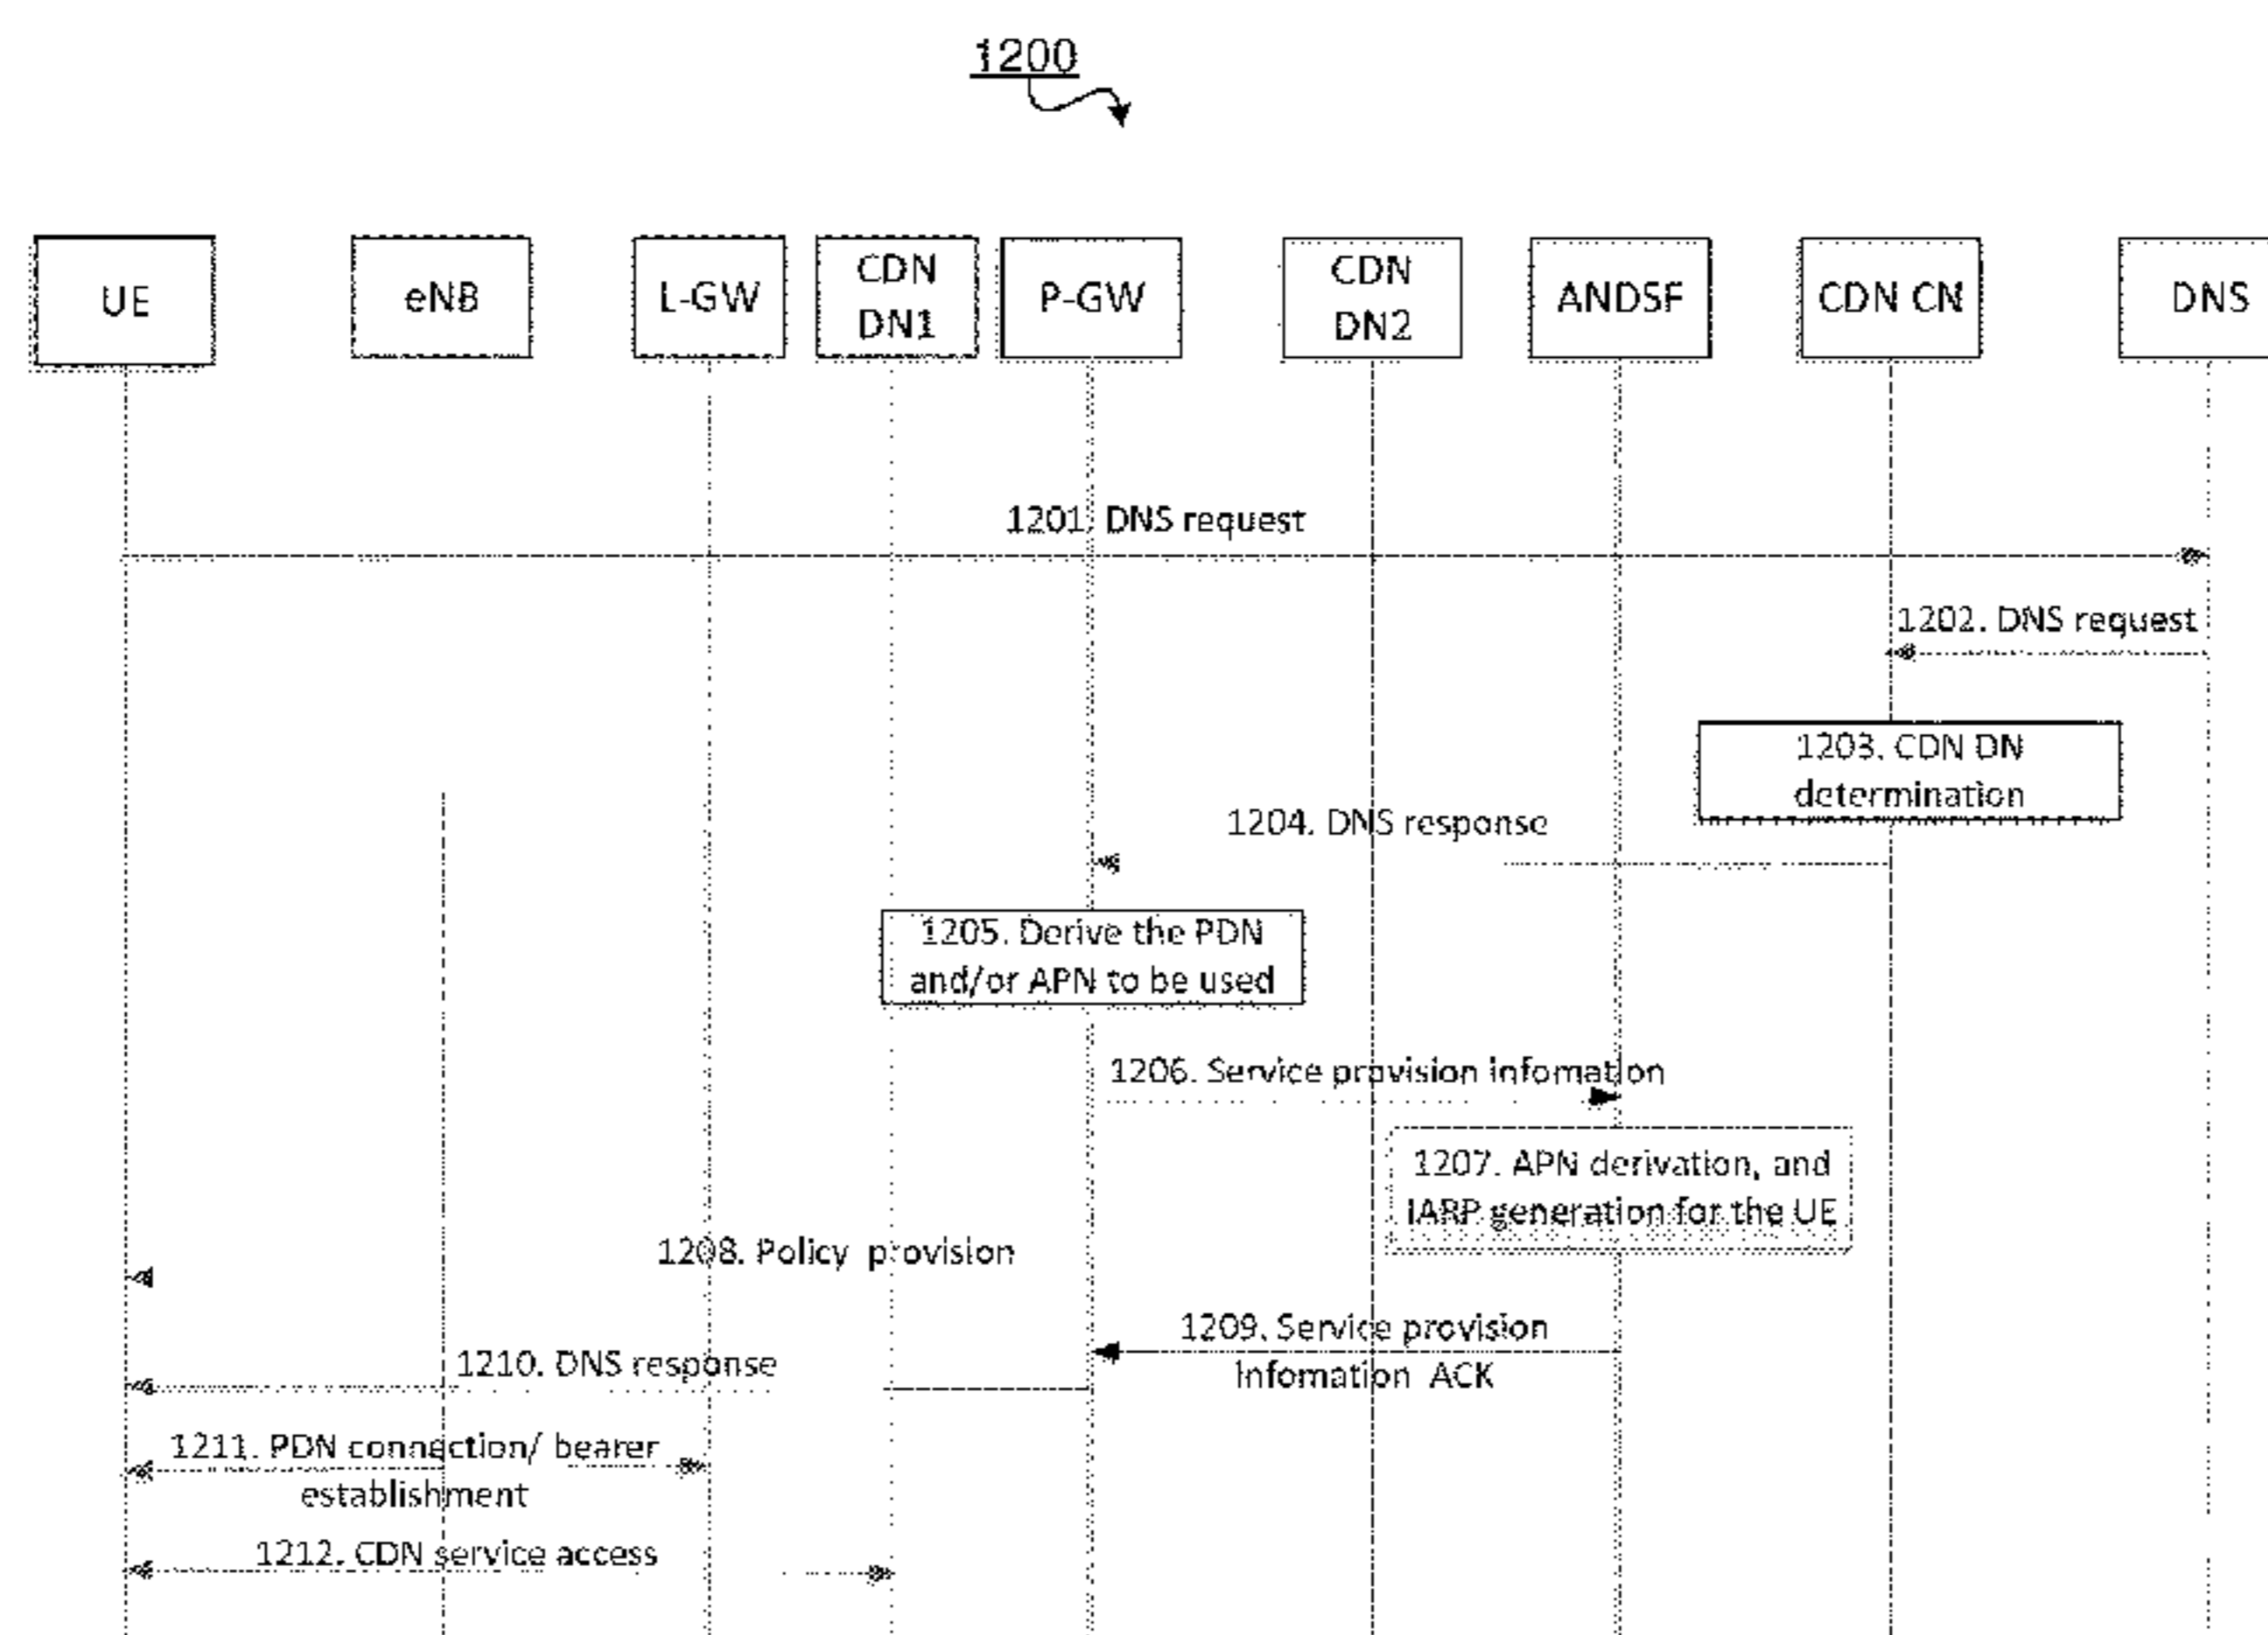 1200
UE
eNB
L-GW
CDN
DN1
P-GW
CDN
DN2
ANDSF
CDN CN
DNS
1201. DNS request
1202. DNS request
1203. CDN DN
determination
1204. DNS response
1205. Derive the PDN
and/or APN to be used
1206. Service provision infomation
1207. APN derivation, and
IARP generation for the UE
1208. Policy provision
1209. Service provision
Infomation ACK
1210. DNS response
1211. PDN connection/ bearer
establishment
1212. CDN service access